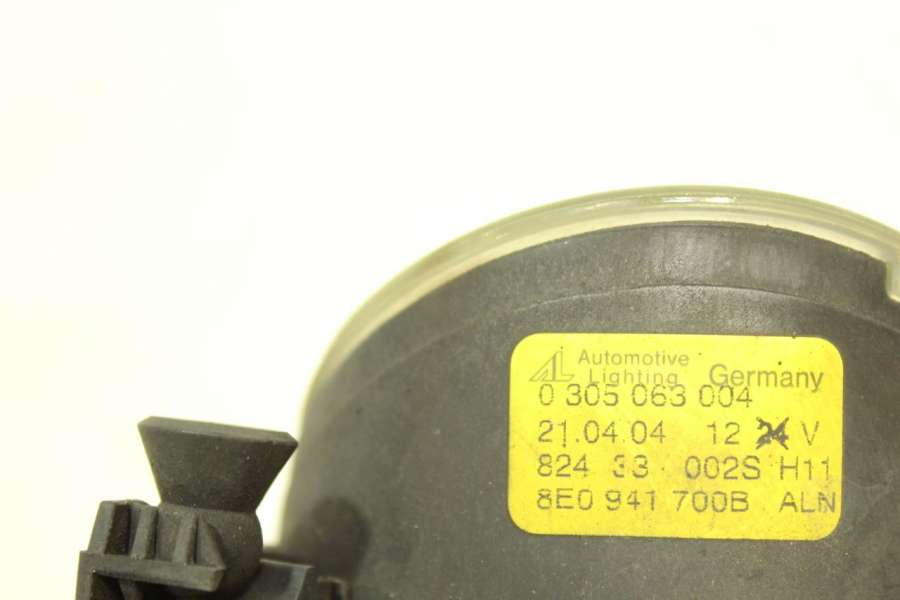 AL Automotive
Lighting Germany
0 305 063 004
21.04.04 12 24 V
824 33 002S H11
8E0 941 700B ALN